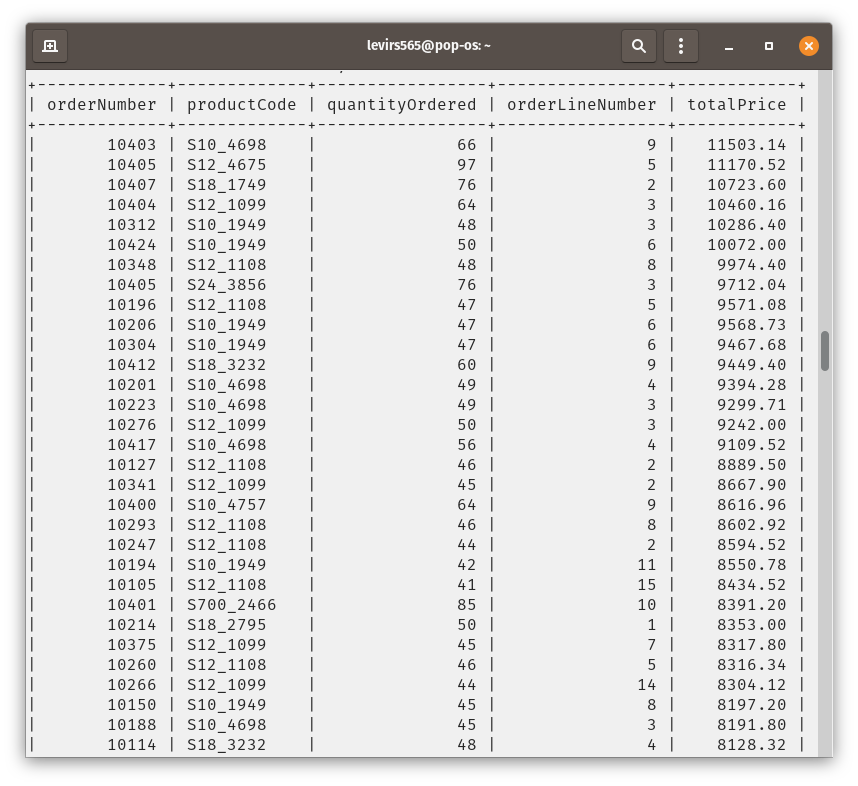 levirs565@pop-os: ~
+-------------+-------------+-----------------+-----------------+------------+
| orderNumber | productCode | quantityOrdered | orderLineNumber | totalPrice |
+-------------+-------------+-----------------+-----------------+------------+
| 10403 | S10_4698 | 66 | 9 | 11503.14 |
| 10405 | S12_4675 | 97 | 5 | 11170.52 |
| 10407 | S18_1749 | 76 | 2 | 10723.60 |
| 10404 | S12_1099 | 64 | 3 | 10460.16 |
| 10312 | S10_1949 | 48 | 3 | 10286.40 |
| 10424 | S10_1949 | 50 | 6 | 10072.00 |
| 10348 | S12_1108 | 48 | 8 | 9974.40 |
| 10405 | S24_3856 | 76 | 3 | 9712.04 |
| 10196 | S12_1108 | 47 | 5 | 9571.08 |
| 10206 | S10_1949 | 47 | 6 | 9568.73 |
| 10304 | S10_1949 | 47 | 6 | 9467.68 |
| 10412 | S18_3232 | 60 | 9 | 9449.40 |
| 10201 | S10_4698 | 49 | 4 | 9394.28 |
| 10223 | S10_4698 | 49 | 3 | 9299.71 |
| 10276 | S12_1099 | 50 | 3 | 9242.00 |
| 10417 | S10_4698 | 56 | 4 | 9109.52 |
| 10127 | S12_1108 | 46 | 2 | 8889.50 |
| 10341 | S12_1099 | 45 | 2 | 8667.90 |
| 10400 | S10_4757 | 64 | 9 | 8616.96 |
| 10293 | S12_1108 | 46 | 8 | 8602.92 |
| 10247 | S12_1108 | 44 | 2 | 8594.52 |
| 10194 | S10_1949 | 42 | 11 | 8550.78 |
| 10105 | S12_1108 | 41 | 15 | 8434.52 |
| 10401 | S700_2466 | 85 | 10 | 8391.20 |
| 10214 | S18_2795 | 50 | 1 | 8353.00 |
| 10375 | S12_1099 | 45 | 7 | 8317.80 |
| 10260 | S12_1108 | 46 | 5 | 8316.34 |
| 10266 | S12_1099 | 44 | 14 | 8304.12 |
| 10150 | S10_1949 | 45 | 8 | 8197.20 |
| 10188 | S10_4698 | 45 | 3 | 8191.80 |
| 10114 | S18_3232 | 48 | 4 | 8128.32 |